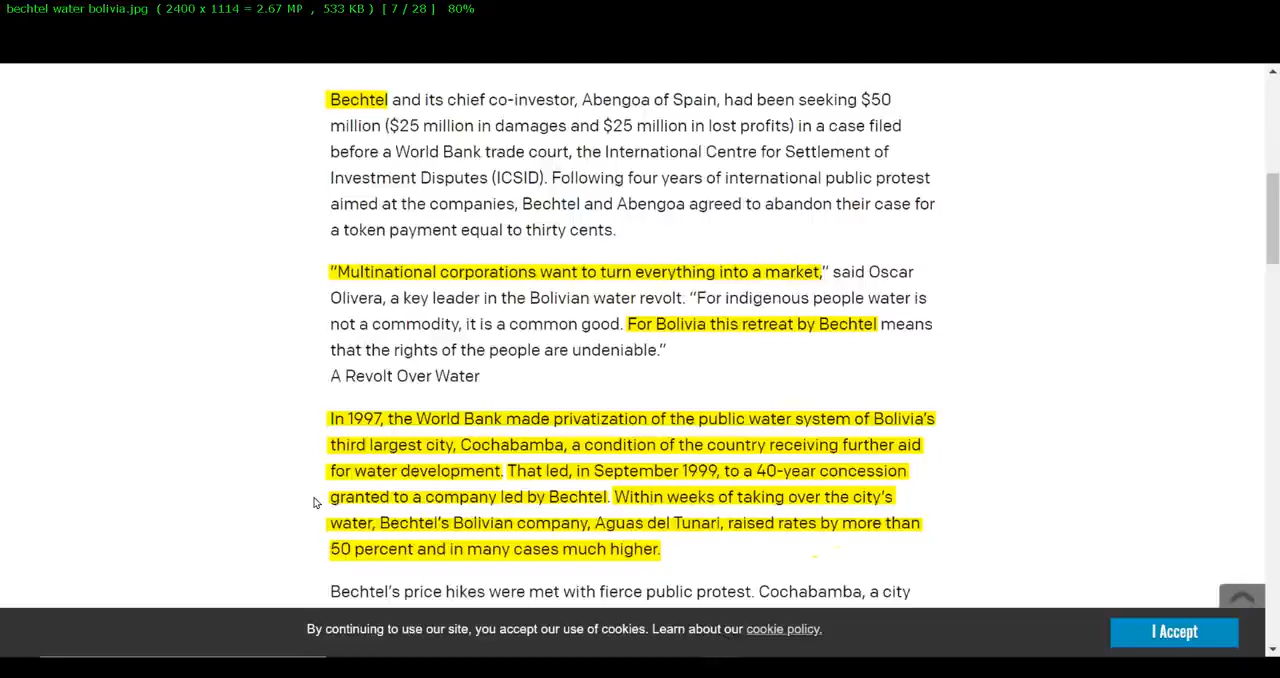 bechtel water bolivia.jpg ( 2400 x 1114 = 2.67 MP , 533 KB ) [ 7 / 28 ] 80%
Bechtel and its chief co-investor, Abengoa of Spain, had been seeking $50
million ($25 million in damages and $25 million in lost profits) in a case filed
before a World Bank trade court, the International Centre for Settlement of
Investment Disputes (ICSID). Following four years of international public protest
aimed at the companies, Bechtel and Abengoa agreed to abandon their case for
a token payment equal to thirty cents.
"Multinational corporations want to turn everything into a market," said Oscar
Olivera, a key leader in the Bolivian water revolt. "For indigenous people water is
not a commodity, it is a common good. For Bolivia this retreat by Bechtel means
that the rights of the people are undeniable."
A Revolt Over Water
In 1997, the World Bank made privatization of the public water system of Bolivia's
third largest city, Cochabamba, a condition of the country receiving further aid
for water development. That led, in September 1999, to a 40-year concession
granted to a company led by Bechtel. Within weeks of taking over the city's
water, Bechtel's Bolivian company, Aguas del Tunari, raised rates by more than
50 percent and in many cases much higher.
Bechtel's price hikes were met with fierce public protest. Cochabamba, a city
By continuing to use our site, you accept our use of cookies. Learn about our cookie policy.
I Accept